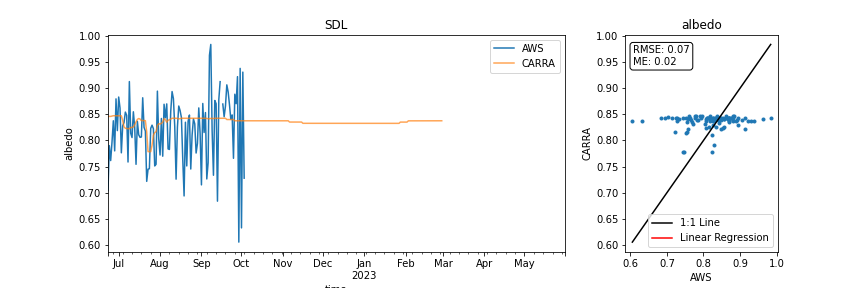 SDL
albedo
1.00
0.95
0.90
0.85
0.80
0.75
0.70
0.65
0.60
AWS
CARRA
Jul Aug Sep Oct Nov Dec Jan Feb Mar Apr May
2023
time
albedo
RMSE: 0.07
ME: 0.02
CARRA
1.00
0.95
0.90
0.85
0.80
0.75
0.70
0.65
0.60
1:1 Line
Linear Regression
0.6 0.7 0.8 0.9 1.0
AWS